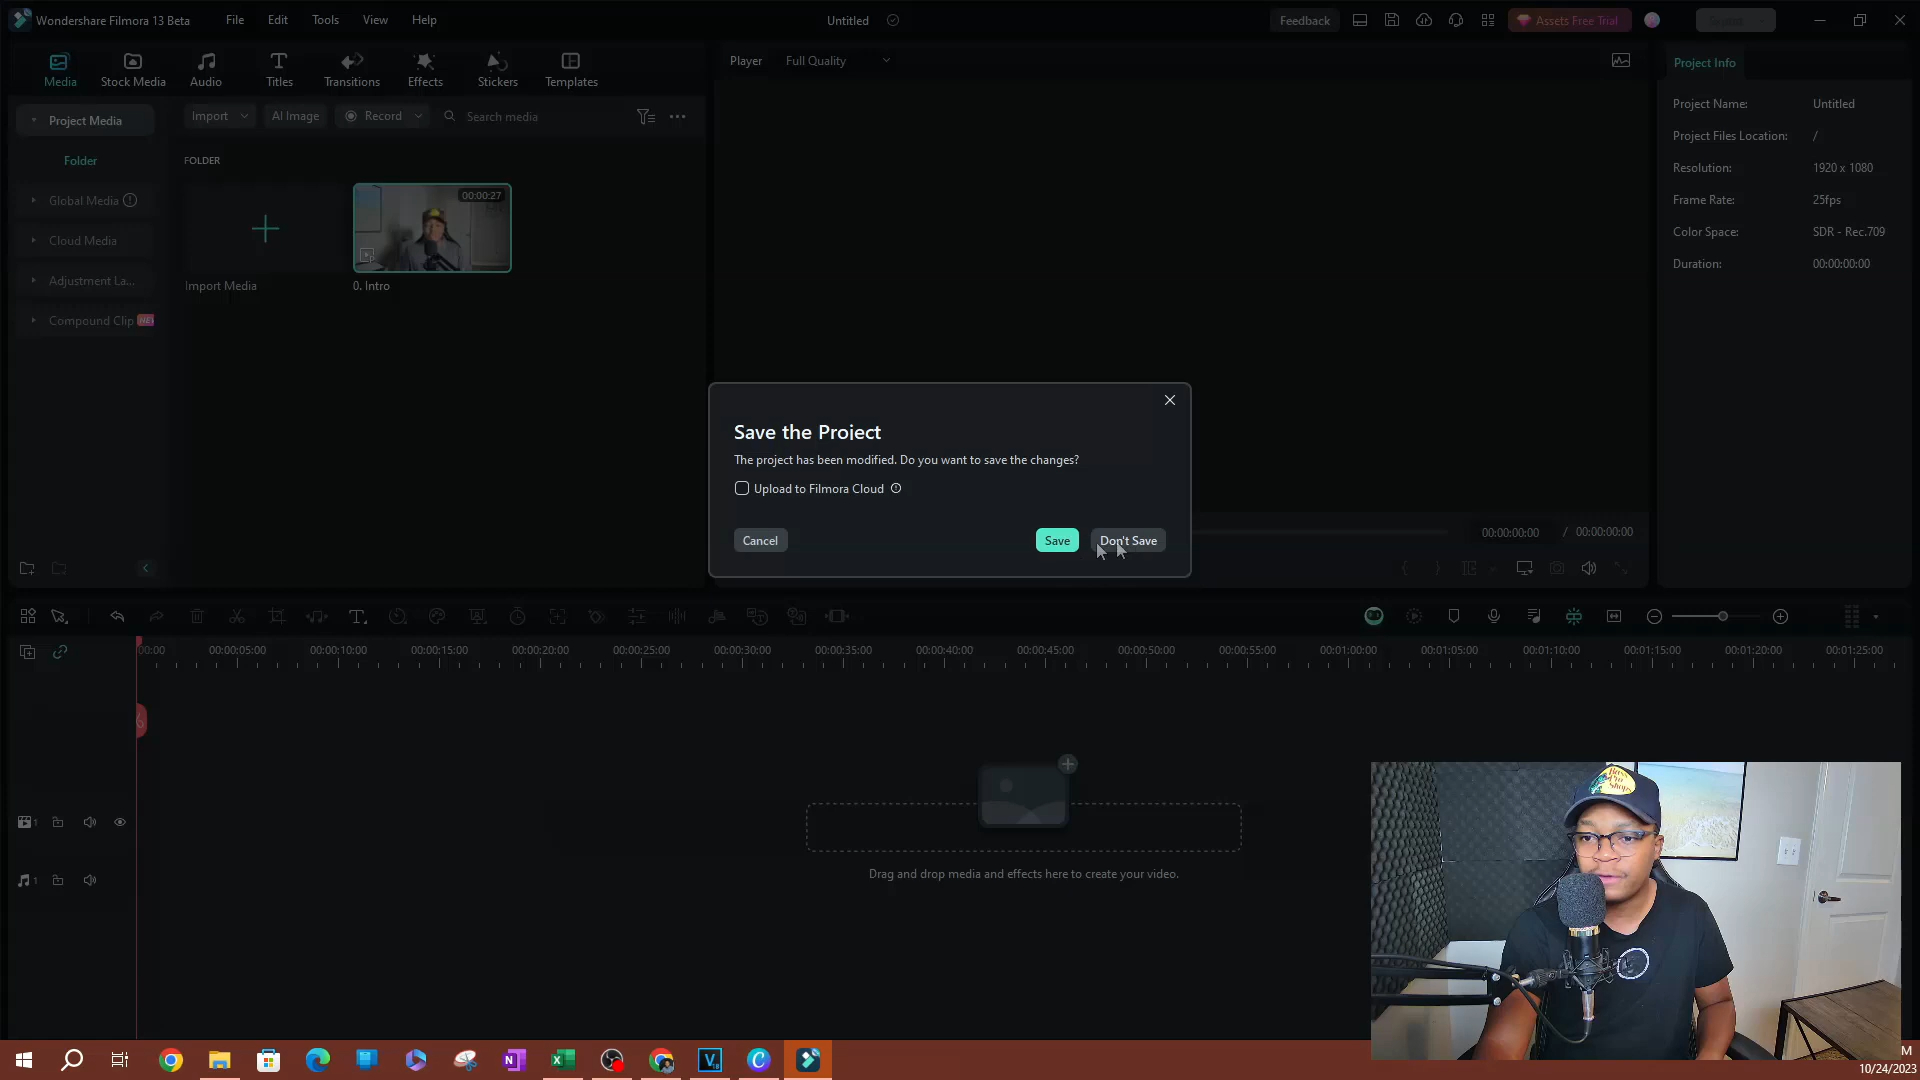 Wondershare Filmora 13 Beta
File
Edit
Tools
View
Help
Untitled
Feedback
Assets Free Trial
Media
Stock Media
Audio
Titles
Transitions
Effects
Stickers
Templates
Player
Full Quality
Project Info
Project Media
Import
AI Image
Record
Search media
Folder
FOLDER
Global Media
Cloud Media
Adjustment La...
Compound Clip
NEW
00:00:27
Import Media
0. Intro
Project Name:
Untitled
Project Files Location:
/
Resolution:
1920 x 1080
Frame Rate:
25fps
Color Space:
SDR - Rec.709
Duration:
00:00:00:00
Save the Project
The project has been modified. Do you want to save the changes?
Upload to Filmora Cloud
Cancel
Save
Don't Save
00:00:00:00 / 00:00:00:00
00:00
00:00:05:00
00:00:10:00
00:00:15:00
00:00:20:00
00:00:25:00
00:00:30:00
00:00:35:00
00:00:40:00
00:00:45:00
00:00:50:00
00:00:55:00
00:01:00:00
00:01:05:00
00:01:10:00
00:01:15:00
00:01:20:00
00:01:25:00
1
1
Drag and drop media and effects here to create your video.
Bass Pro Shops
M
10/24/2023